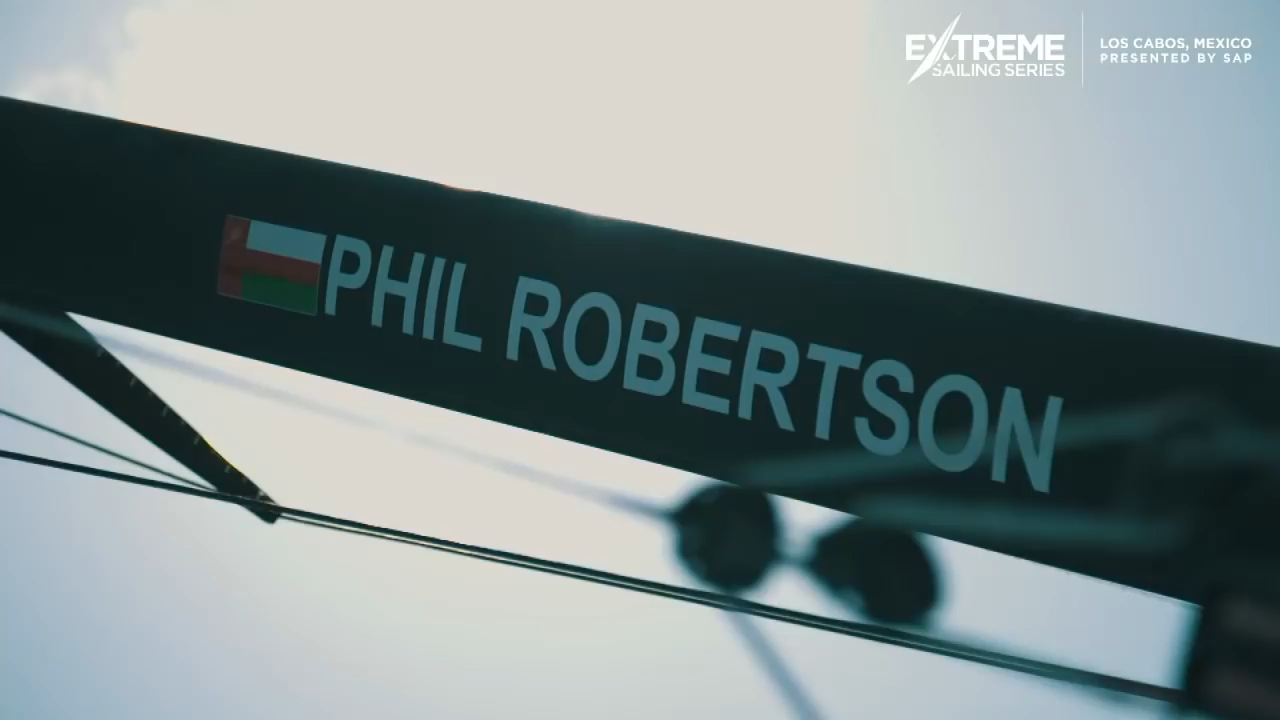 EXTREME
SAILING SERIES
LOS CABOS, MEXICO
PRESENTED BY SAP
PHIL ROBERTSON